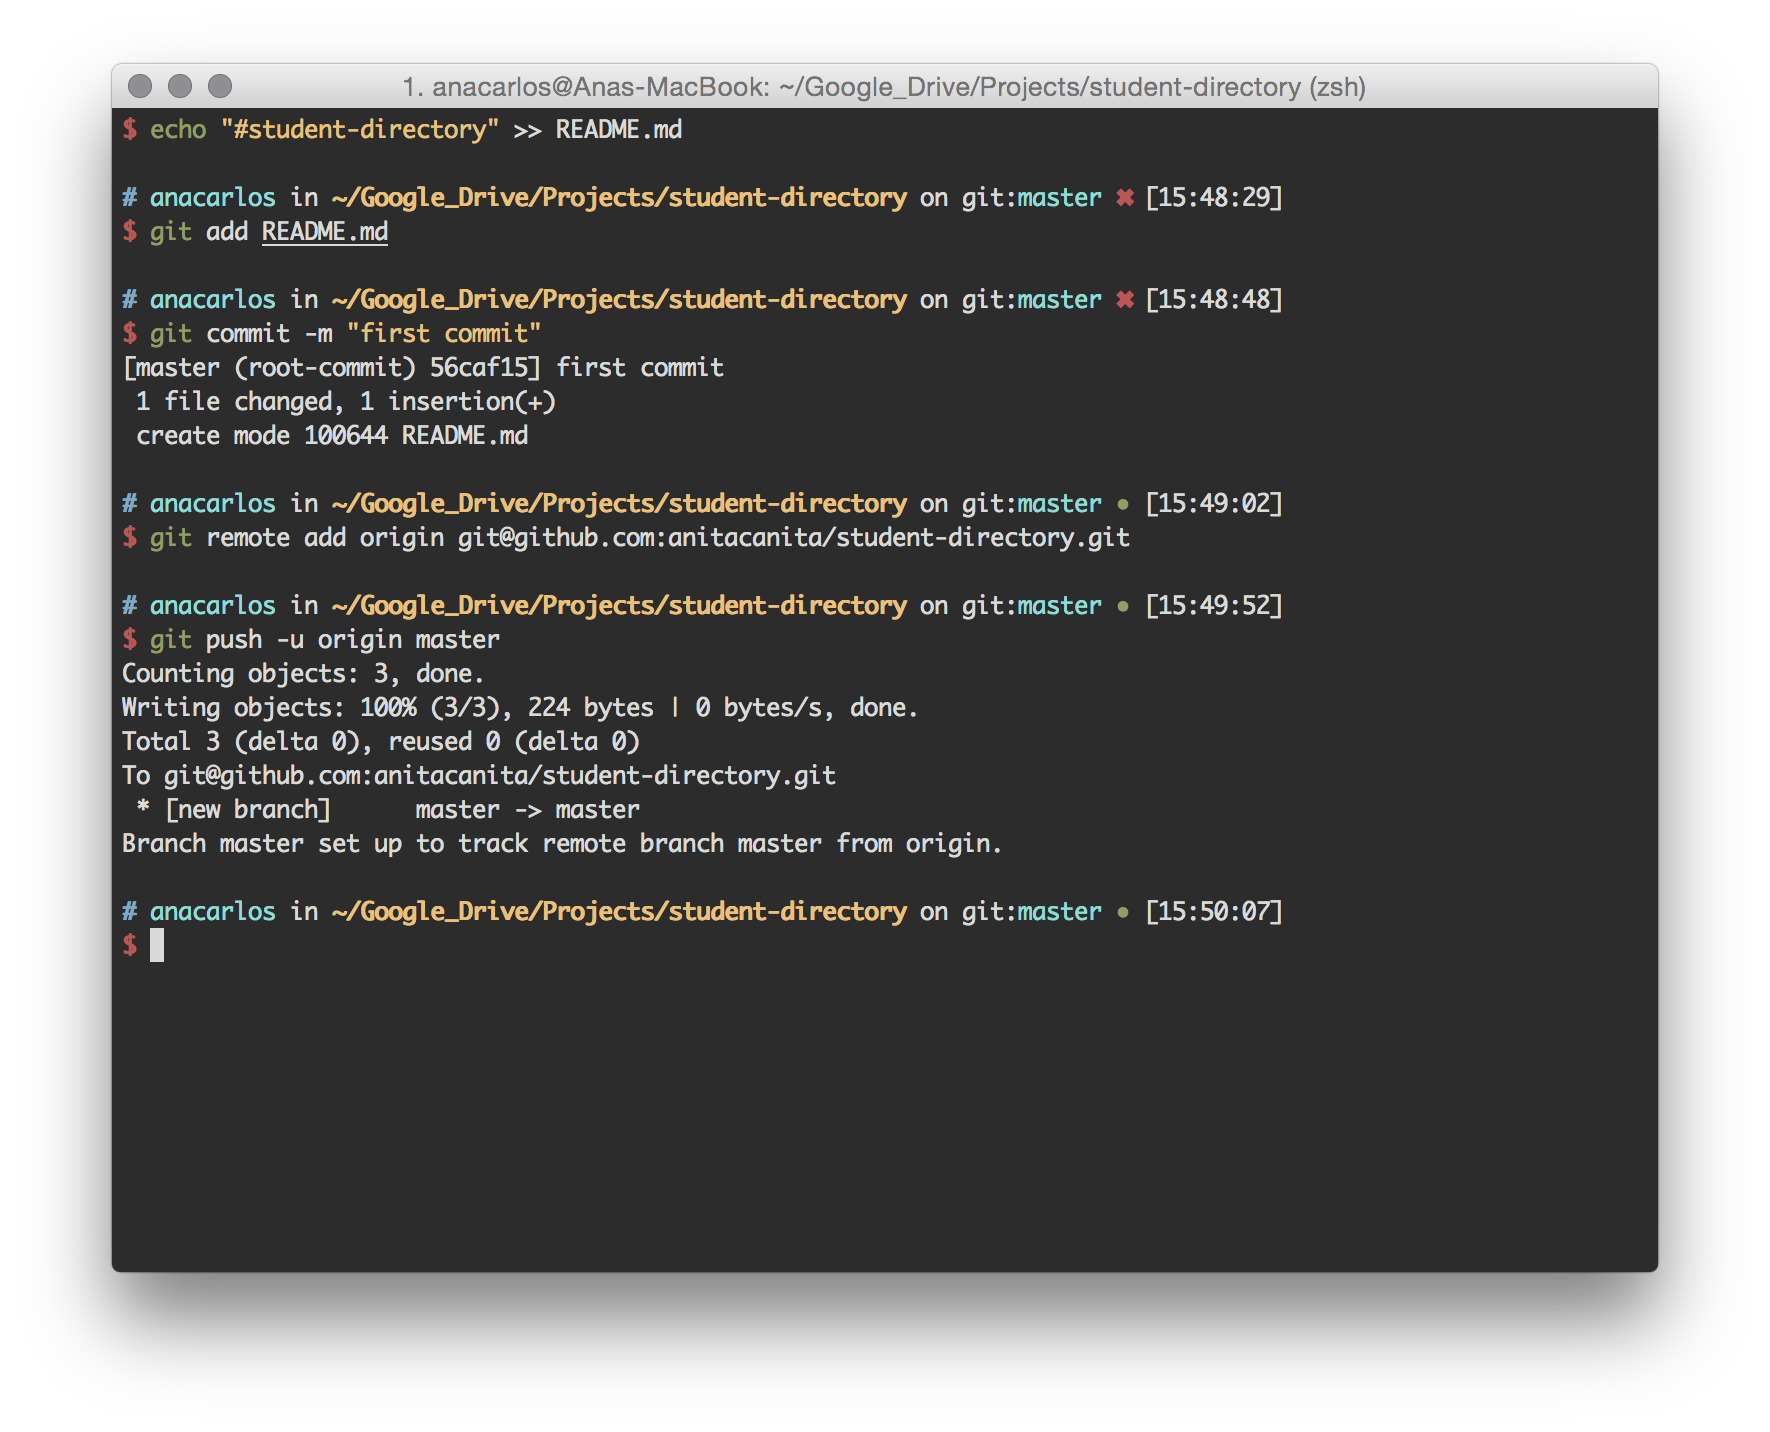 1. anacarlos@Anas-MacBook: ~/Google_Drive/Projects/student-directory (zsh)
$ echo "#student-directory" >> README.md
# anacarlos in ~/Google_Drive/Projects/student-directory on git:master ✖ [15:48:29]
$ git add README.md
# anacarlos in ~/Google_Drive/Projects/student-directory on git:master ✖ [15:48:48]
$ git commit -m "first commit"
[master (root-commit) 56caf15] first commit
 1 file changed, 1 insertion(+)
 create mode 100644 README.md
# anacarlos in ~/Google_Drive/Projects/student-directory on git:master ● [15:49:02]
$ git remote add origin git@github.com:anitacanita/student-directory.git
# anacarlos in ~/Google_Drive/Projects/student-directory on git:master ● [15:49:52]
$ git push -u origin master
Counting objects: 3, done.
Writing objects: 100% (3/3), 224 bytes | 0 bytes/s, done.
Total 3 (delta 0), reused 0 (delta 0)
To git@github.com:anitacanita/student-directory.git
 * [new branch]      master -> master
Branch master set up to track remote branch master from origin.
# anacarlos in ~/Google_Drive/Projects/student-directory on git:master ● [15:50:07]
$